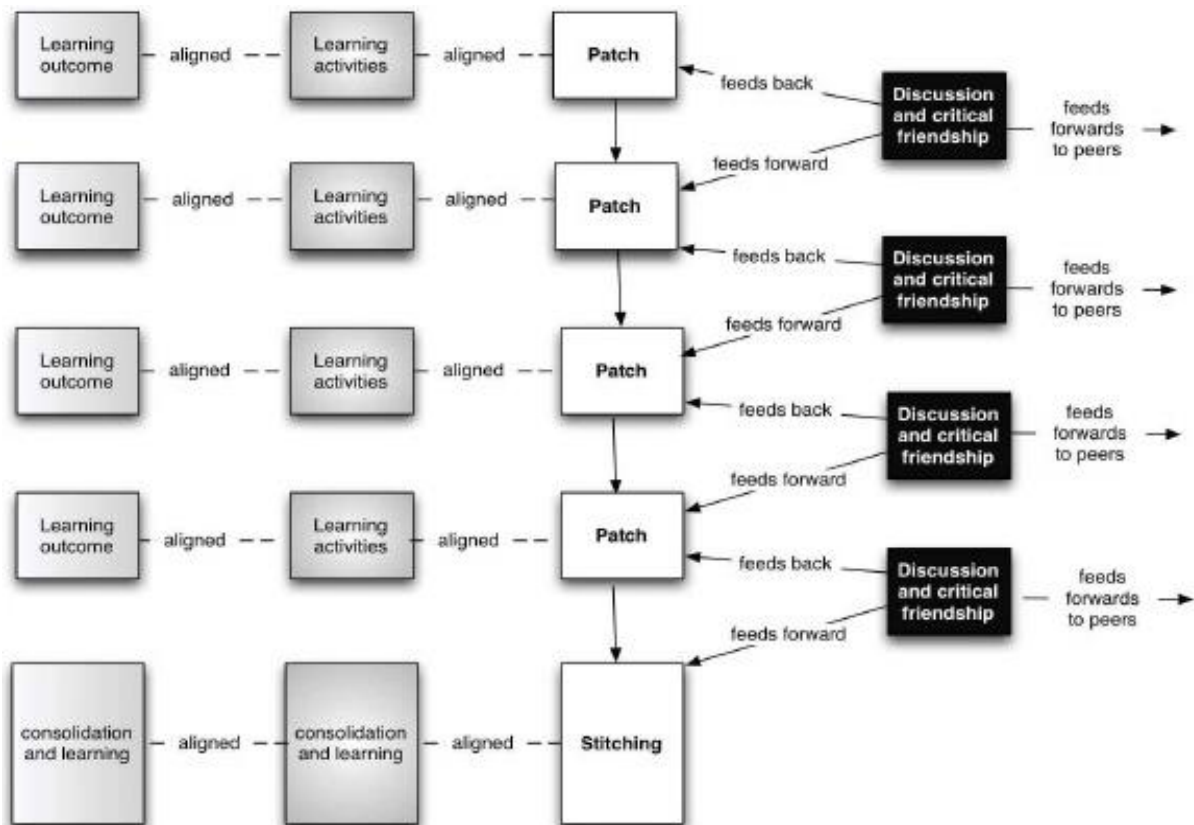 Learning
outcome
aligned
Learning
activities
aligned
Patch
feeds back
Discussion
and critical
friendship
feeds
forwards
to peers
feeds forward
Learning
outcome
aligned
Learning
activities
aligned
Patch
feeds back
Discussion
and critical
friendship
feeds
forwards
to peers
feeds forward
Learning
outcome
aligned
Learning
activities
aligned
Patch
feeds back
Discussion
and critical
friendship
feeds
forwards
to peers
feeds forward
Learning
outcome
aligned
Learning
activities
aligned
Patch
feeds back
Discussion
and critical
friendship
feeds
forwards
to peers
feeds forward
consolidation
and learning
aligned
consolidation
and learning
aligned
Stitching